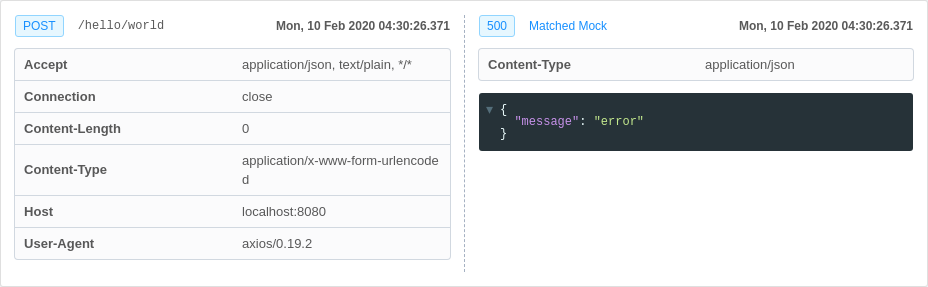 POST /hello/world Mon, 10 Feb 2020 04:30:26.371
Accept application/json, text/plain, */*
Connection close
Content-Length 0
Content-Type application/x-www-form-urlencode
d
Host localhost:8080
User-Agent axios/0.19.2
500 Matched Mock Mon, 10 Feb 2020 04:30:26.371
Content-Type application/json
{
"message": "error"
}